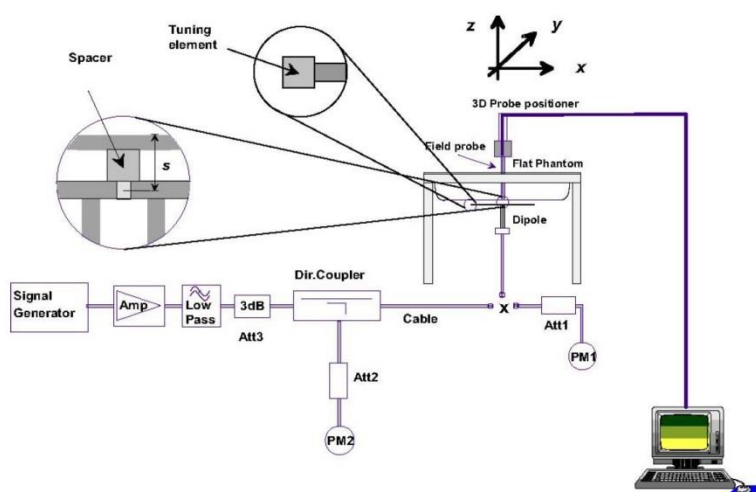 Tuning
element
Spacer
s
z
y
x
3D Probe positioner
Field probe
Flat Phantom
Dipole
Signal
Generator
Amp
Low
Pass
3dB
Att3
Dir.Coupler
Cable
x
Att1
PM1
Att2
PM2